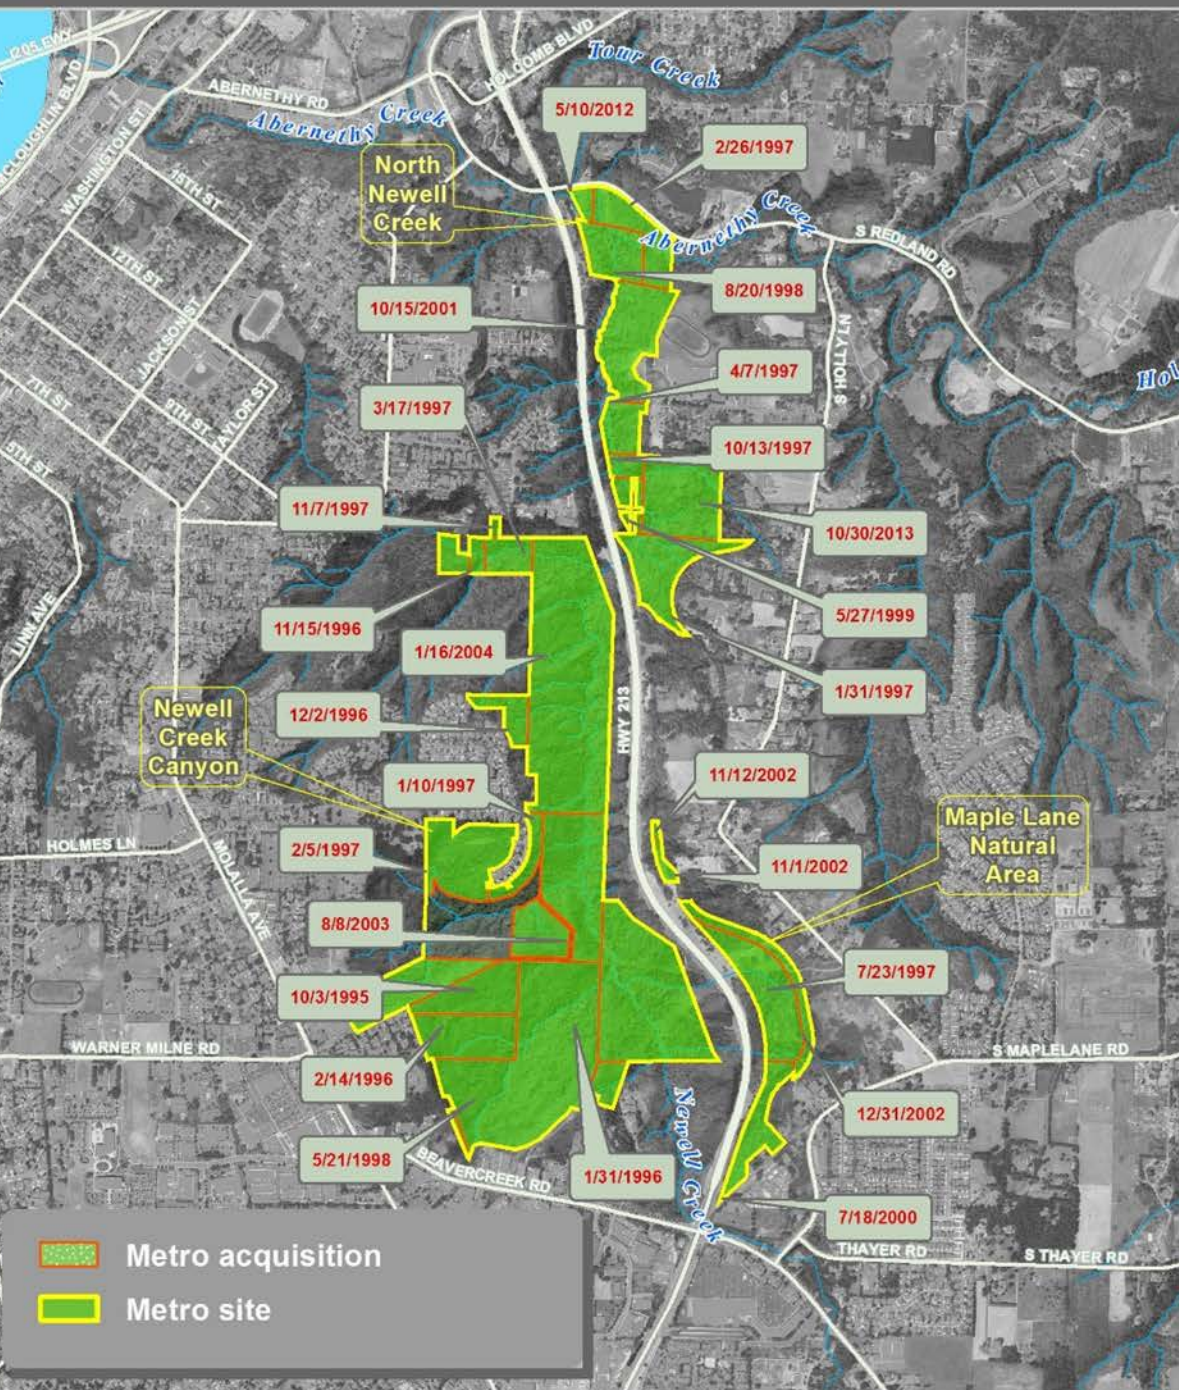 I205 FWY
HOLCOMB BLVD
Tour Creek
ABERNETHY RD
5/10/2012
Abernethy Creek
WASHINGTON ST
2/26/1997
North
Newell
Creek
15TH ST
Abernethy Creek
S REDLAND RD
12TH ST
8/20/1998
10/15/2001
JACKSON ST
S HOLLY LN
4/7/1997
7TH ST
9TH ST
TAYLOR ST
3/17/1997
5TH ST
10/13/1997
11/7/1997
10/30/2013
11/15/1996
5/27/1999
LINN AVE
1/16/2004
1/31/1997
Newell
Creek
Canyon
12/2/1996
HWY 213
1/10/1997
11/12/2002
Maple Lane
Natural
Area
HOLMES LN
MOLALLA AVE
2/5/1997
11/1/2002
8/8/2003
7/23/1997
10/3/1995
WARNER MILNE RD
S MAPLELANE RD
2/14/1996
12/31/2002
Newell Creek
5/21/1998
BEAVERCREEK RD
1/31/1996
7/18/2000
THAYER RD
S THAYER RD
Metro acquisition
Metro site